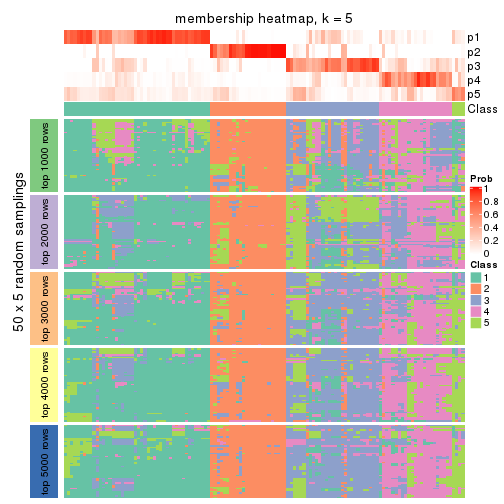 membership heatmap, k = 5
p1
p2
p3
p4
p5
Class
50 x 5 random samplings
top 1000 rows
top 2000 rows
top 3000 rows
top 4000 rows
top 5000 rows
Prob
1
0.8
0.6
0.4
0.2
0
Class
1
2
3
4
5